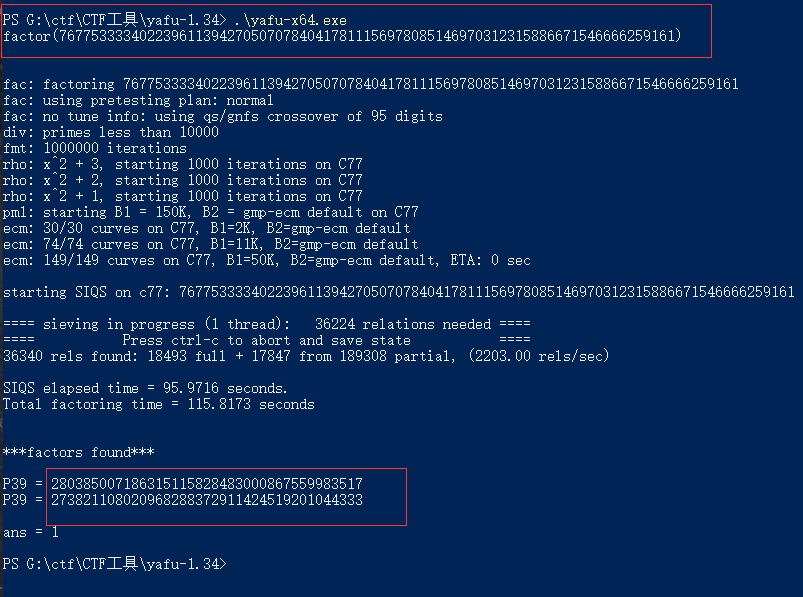 PS G:\ctf\CTF工具\yafu-1.34> .\yafu-x64.exe
factor(76775333340223961139427050707840417811156978085146970312315886671546666259161)
fac: factoring 76775333340223961139427050707840417811156978085146970312315886671546666259161
fac: using pretesting plan: normal
fac: no tune info: using qs/gnfs crossover of 95 digits
div: primes less than 10000
fmt: 1000000 iterations
rho: x^2 + 3, starting 1000 iterations on C77
rho: x^2 + 2, starting 1000 iterations on C77
rho: x^2 + 1, starting 1000 iterations on C77
pm1: starting B1 = 150K, B2 = gmp-ecm default on C77
ecm: 30/30 curves on C77, B1=2K, B2=gmp-ecm default
ecm: 74/74 curves on C77, B1=11K, B2=gmp-ecm default
ecm: 149/149 curves on C77, B1=50K, B2=gmp-ecm default, ETA: 0 sec
starting SIQS on c77: 76775333340223961139427050707840417811156978085146970312315886671546666259161
==== sieving in progress (1 thread):   36224 relations needed ====
====           Press ctrl-c to abort and save state           ====
36340 rels found: 18493 full + 17847 from 189308 partial, (2203.00 rels/sec)
SIQS elapsed time = 95.9716 seconds.
Total factoring time = 115.8173 seconds
***factors found***
P39 = 280385007186315115828483000867559983517
P39 = 273821108020968288372911424519201044333
ans = 1
PS G:\ctf\CTF工具\yafu-1.34>